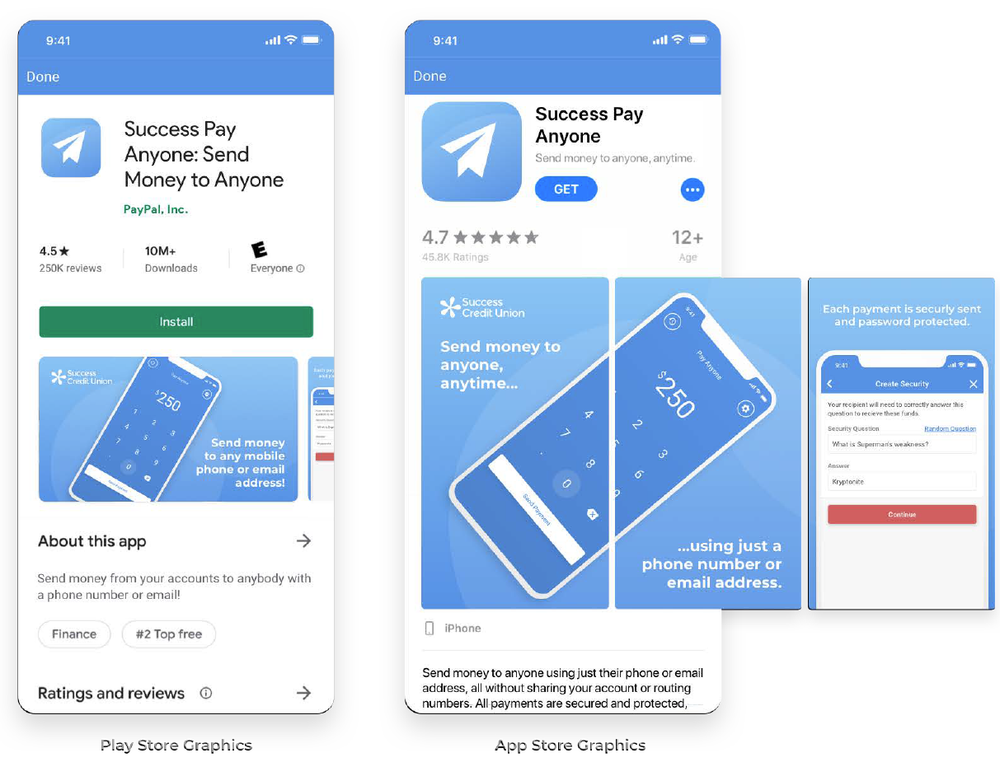 9:41
Done
Success Pay
Anyone: Send
Money to Anyone
PayPal, Inc.
4.5★
250K reviews
10M+
Downloads
E
Everyone
Install
Success
Credit Union
Pay Anyone
$250
1
2
3
4
5
6
7
8
9
.
0
Send Payment
Send money
to any mobile
phone or email
address!
About this app
Send money from your accounts to anybody with
a phone number or email!
Finance
#2 Top free
Ratings and reviews
Play Store Graphics
9:41
Done
Success Pay
Anyone
Send money to anyone, anytime.
GET
4.7 ★★★★★
45.8K Ratings
12+
Age
Success
Credit Union
Send money to
anyone,
anytime...
9:41
Pay Anyone
$250
2
3
4
6
7
8
.
0
Send Payment
...using just a
phone number or
email address.
Each payment is securly sent
and password protected.
9:41
Create Security
Your recipient will need to correctly answer this
question to recieve these funds.
Security Question
Random Question
What is Superman's weakness?
Answer
Kryptonite
Continue
iPhone
Send money to anyone using just their phone or email
address, all without sharing your account or routing
numbers. All payments are secured and protected,
App Store Graphics